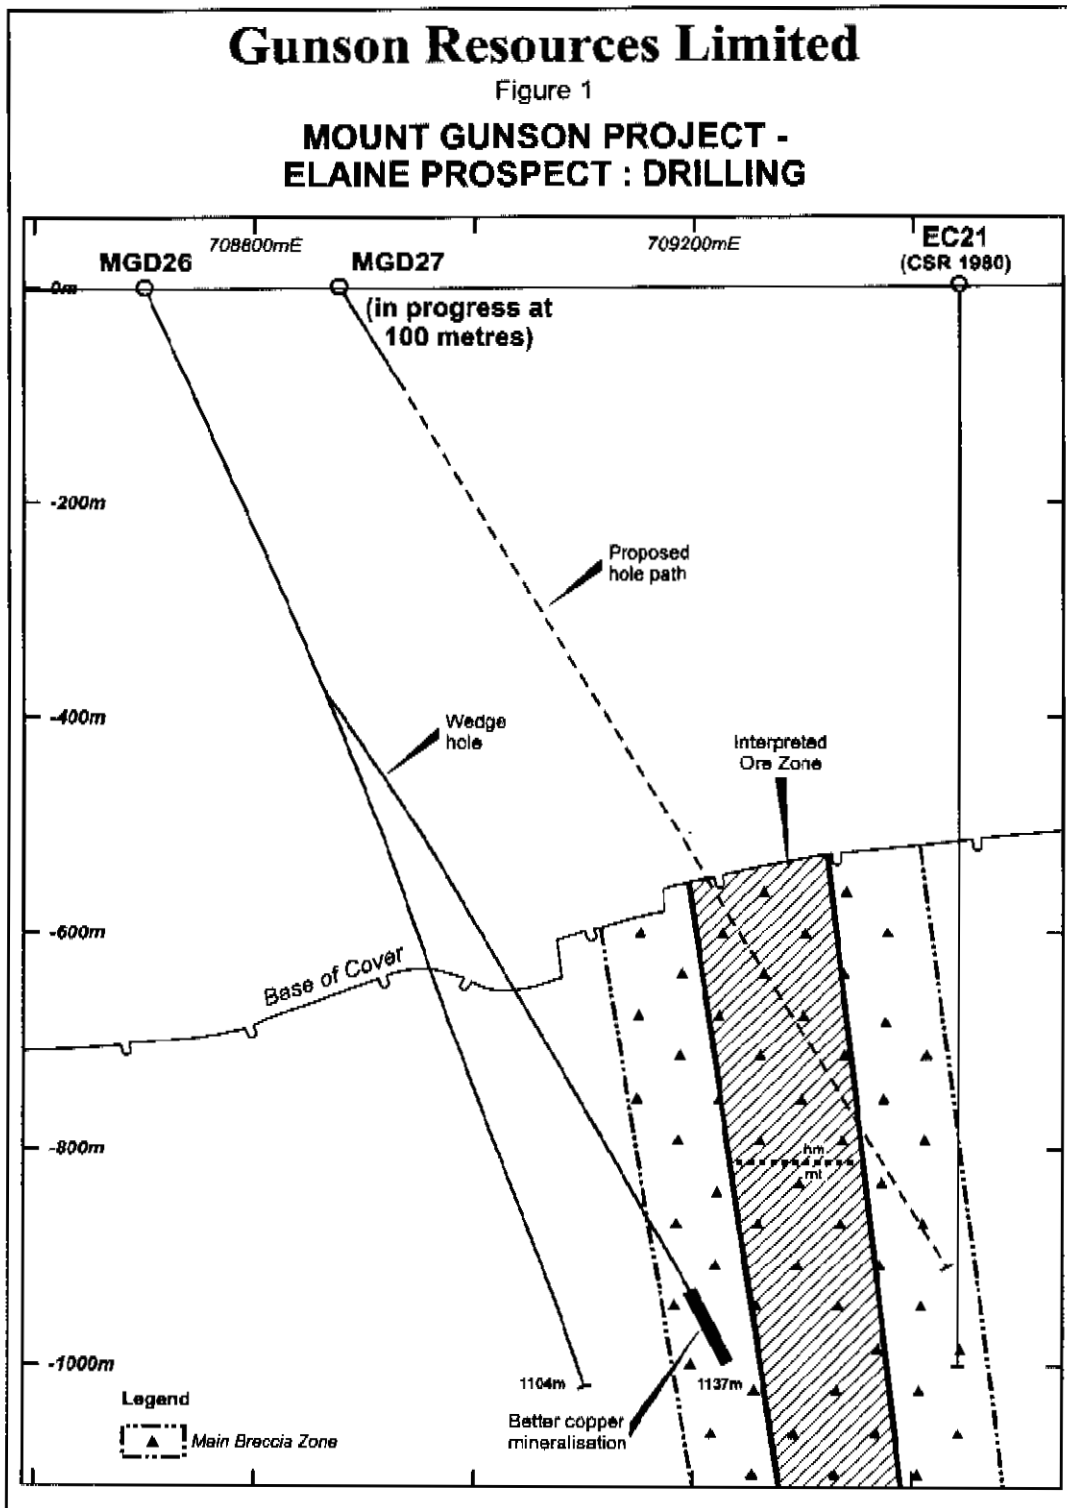 Gunson Resources Limited
Figure 1
MOUNT GUNSON PROJECT -
ELAINE PROSPECT : DRILLING
708800mE
709200mE
EC21
(CSR 1980)
MGD26
MGD27
0m
(in progress at
100 metres)
-200m
Proposed
hole path
-400m
Wedge
hole
Interpreted
Ore Zone
-600m
Base of Cover
-800m
hm
mt
-1000m
1104m
1137m
Legend
Main Breccia Zone
Better copper
mineralisation